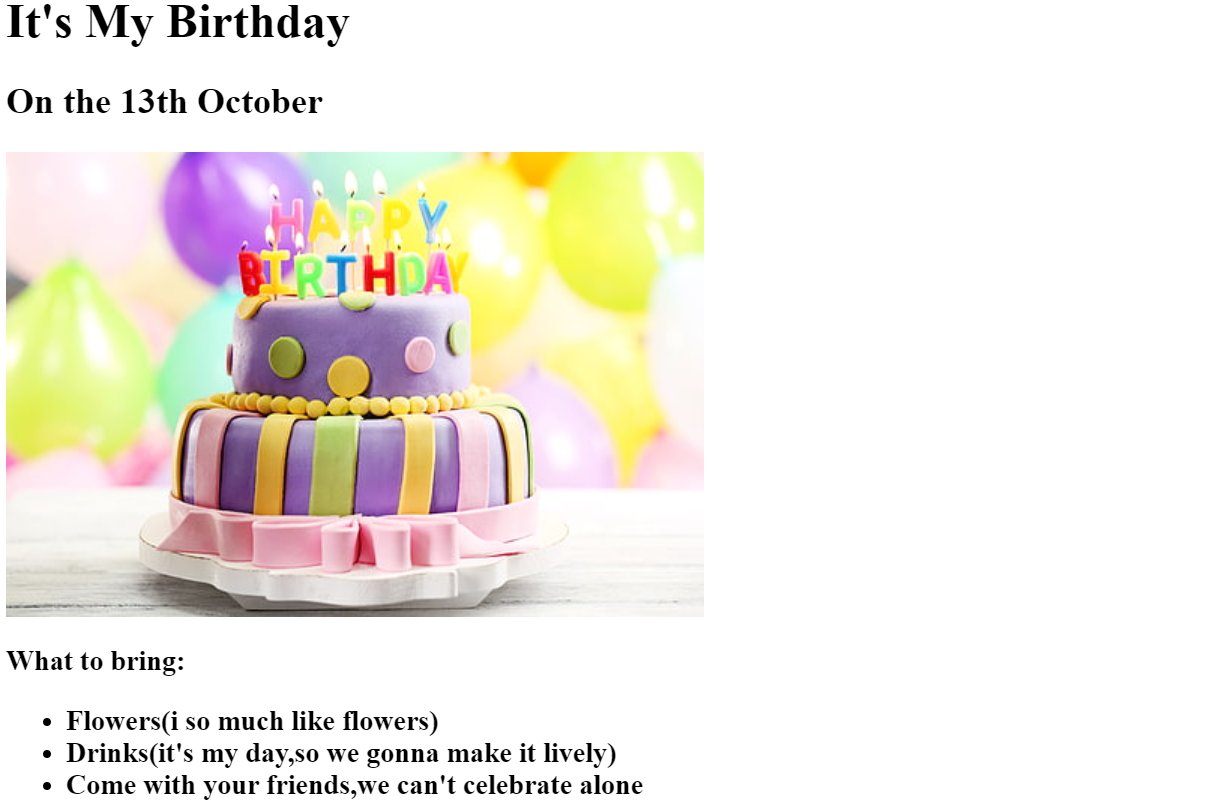 It's My Birthday
On the 13th October
HAPPY
BIRTHDAY
What to bring:
Flowers(i so much like flowers)
Drinks(it's my day,so we gonna make it lively)
Come with your friends,we can't celebrate alone